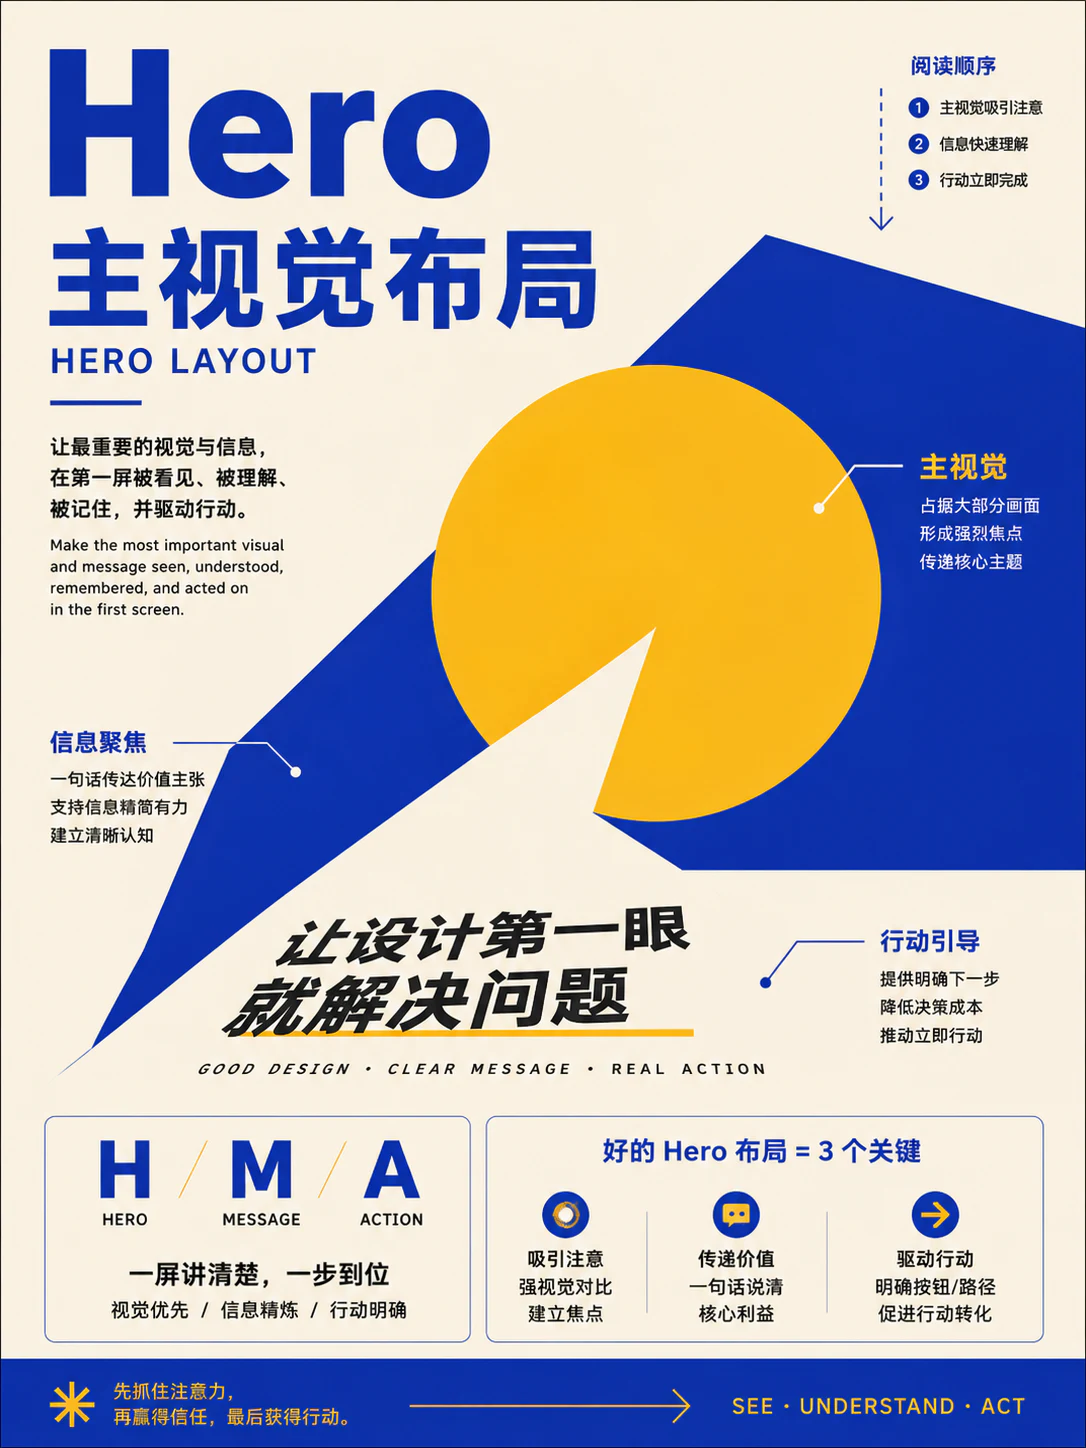 Hero
主视觉布局
HERO LAYOUT
让最重要的视觉与信息，
在第一屏被看见、被理解、
被记住，并驱动行动。
Make the most important visual
and message seen, understood,
remembered, and acted on
in the first screen.
阅读顺序
1 主视觉吸引注意
2 信息快速理解
3 行动立即完成
主视觉
占据大部分画面
形成强烈焦点
传递核心主题
信息聚焦
一句话传达价值主张
支持信息精简有力
建立清晰认知
让设计第一眼
就解决问题
GOOD DESIGN • CLEAR MESSAGE • REAL ACTION
行动引导
提供明确下一步
降低决策成本
推动立即行动
H / M / A
HERO MESSAGE ACTION
一屏讲清楚，一步到位
视觉优先 / 信息精炼 / 行动明确
好的 Hero 布局 = 3 个关键
吸引注意
强视觉对比
建立焦点
传递价值
一句话说清
核心利益
驱动行动
明确按钮/路径
促进行动转化
先抓住注意力，
再赢得信任，最后获得行动。
SEE · UNDERSTAND · ACT